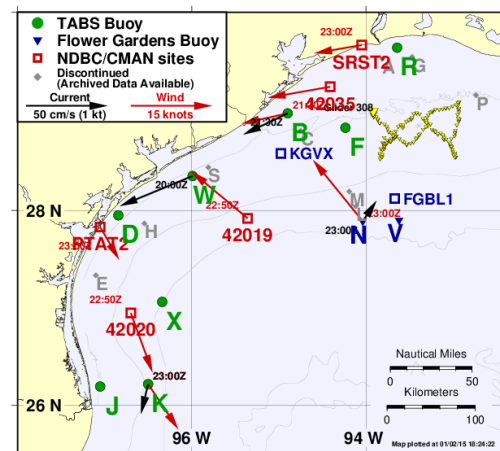 TABS Buoy
Flower Gardens Buoy
NDBC/CMAN sites
Discontinued
(Archived Data Available)
Current
Wind
50 cm/s (1 kt)
15 knots
23:00Z
SRST2
R
A
G
42035
21:30Z
Glider 308
P
B
C
F
KGVX
S
20:00Z
W
22:50Z
M
FGBL1
28 N
D
H
42019
23:00Z
23:00Z
N
V
PTAT2
23:00Z
E
22:50Z
X
42020
Nautical Miles
0
50
Kilometers
0
100
23:00Z
J
K
26 N
96 W
94 W
Map plotted at 01/02/15 18:24:22